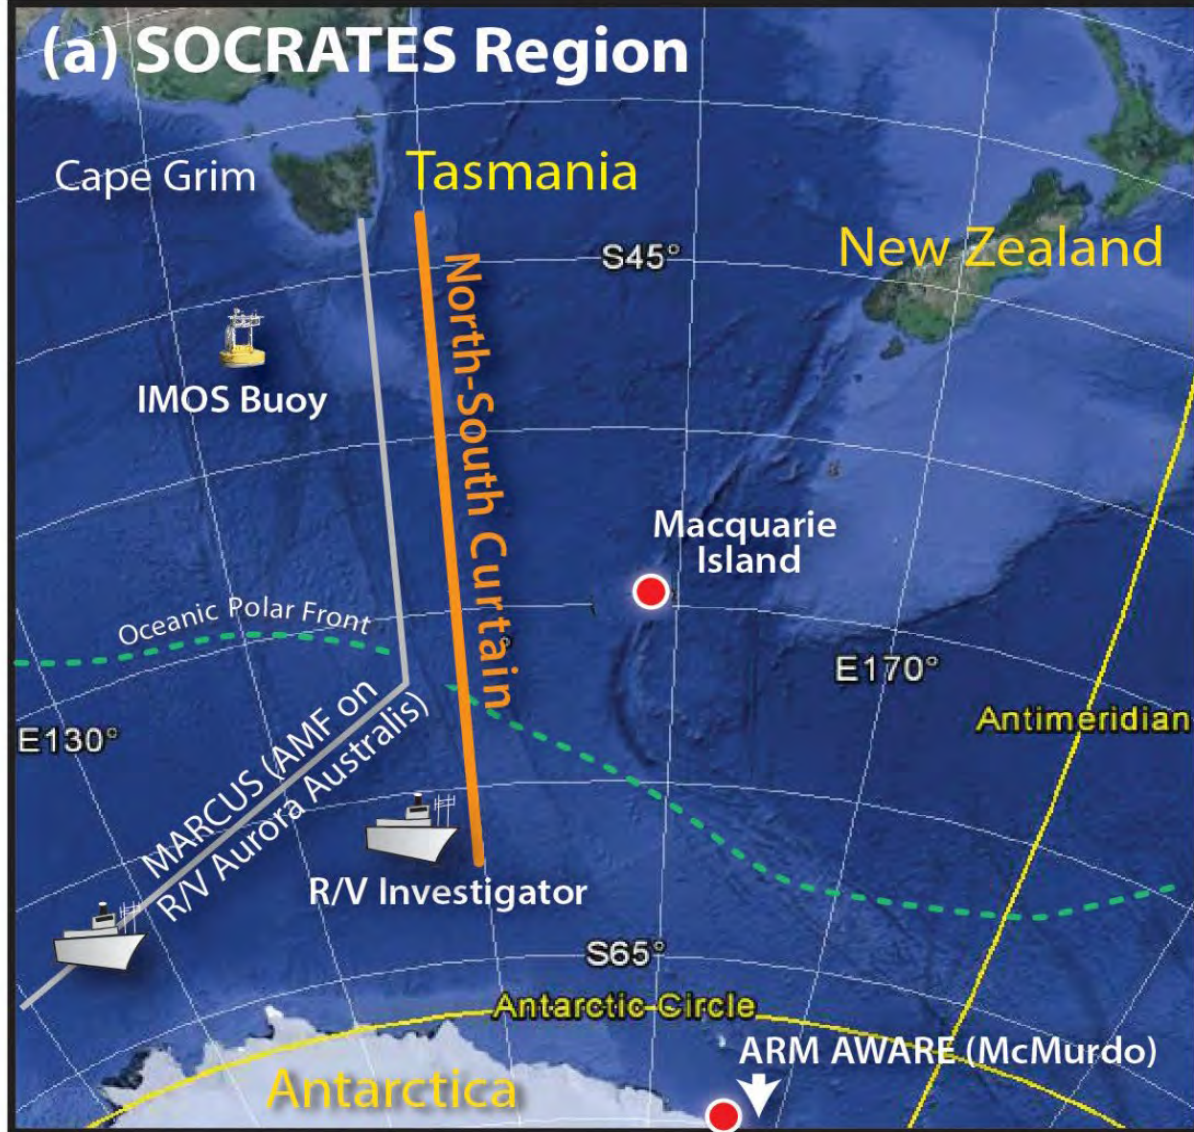 (a) SOCRATES Region
Cape Grim
Tasmania
New Zealand
S45°
North-South Curtain
IMOS Buoy
Macquarie
Island
Oceanic Polar Front
E170°
Antimeridian
E130°
MARCUS (AMF on
R/V Aurora Australis)
R/V Investigator
S65°
Antarctic Circle
ARM AWARE (McMurdo)
Antarctica